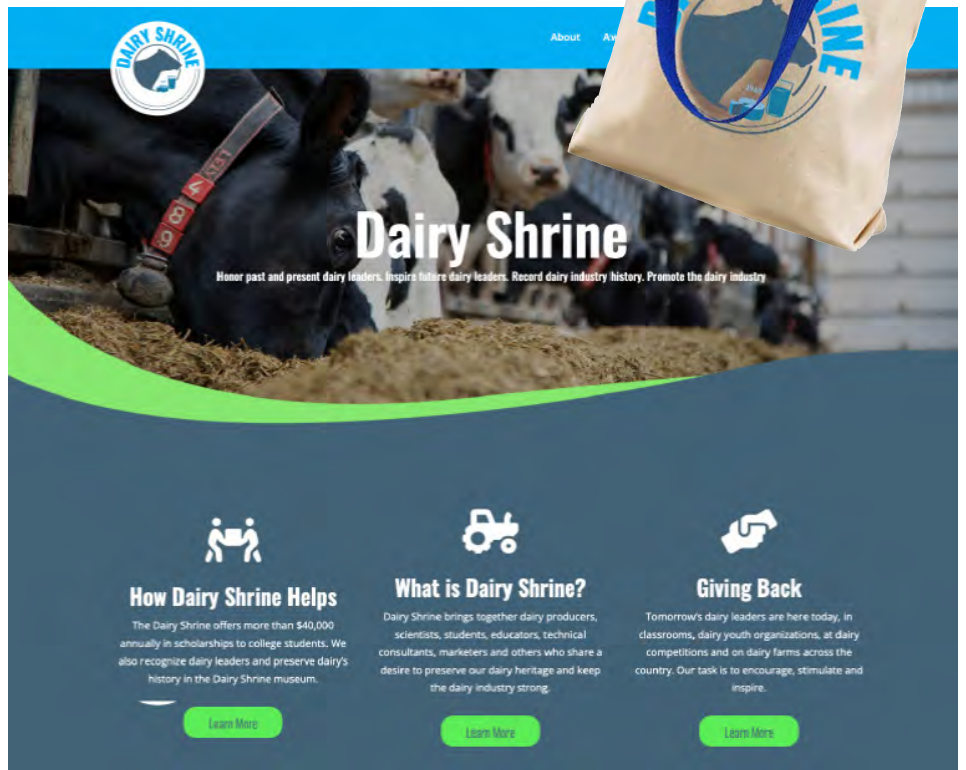 DAIRY SHRINE
About
Dairy Shrine
Honor past and present dairy leaders. Inspire future dairy leaders. Record dairy industry history. Promote the dairy industry
4
8
9
How Dairy Shrine Helps
The Dairy Shrine offers more than $40,000
annually in scholarships to college students. We
also recognize dairy leaders and preserve dairy's
history in the Dairy Shrine museum.
Learn More
What is Dairy Shrine?
Dairy Shrine brings together dairy producers,
scientists, students, educators, technical
consultants, marketers and others who share a
desire to preserve our dairy heritage and keep
the dairy industry strong.
Learn More
Giving Back
Tomorrow's dairy leaders are here today, in
classrooms, dairy youth organizations, at dairy
competitions and on dairy farms across the
country. Our task is to encourage, stimulate and
inspire.
Learn More